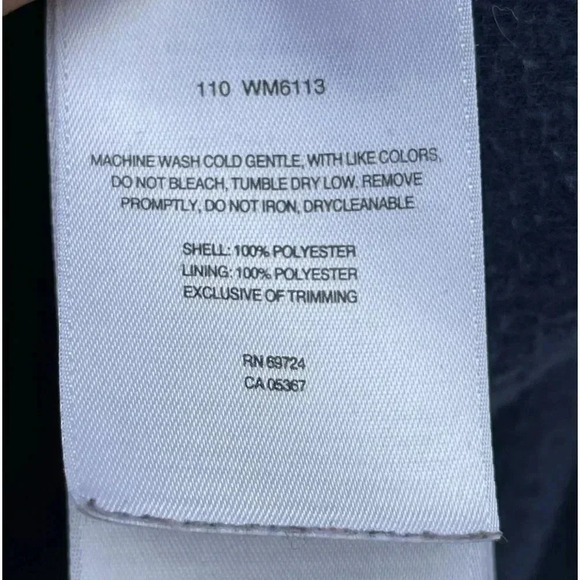 110 WM6113
MACHINE WASH COLD GENTLE, WITH LIKE COLORS,
DO NOT BLEACH, TUMBLE DRY LOW, REMOVE
PROMPTLY, DO NOT IRON, DRYCLEANABLE
SHELL: 100% POLYESTER
LINING: 100% POLYESTER
EXCLUSIVE OF TRIMMING
RN 69724
CA 05367